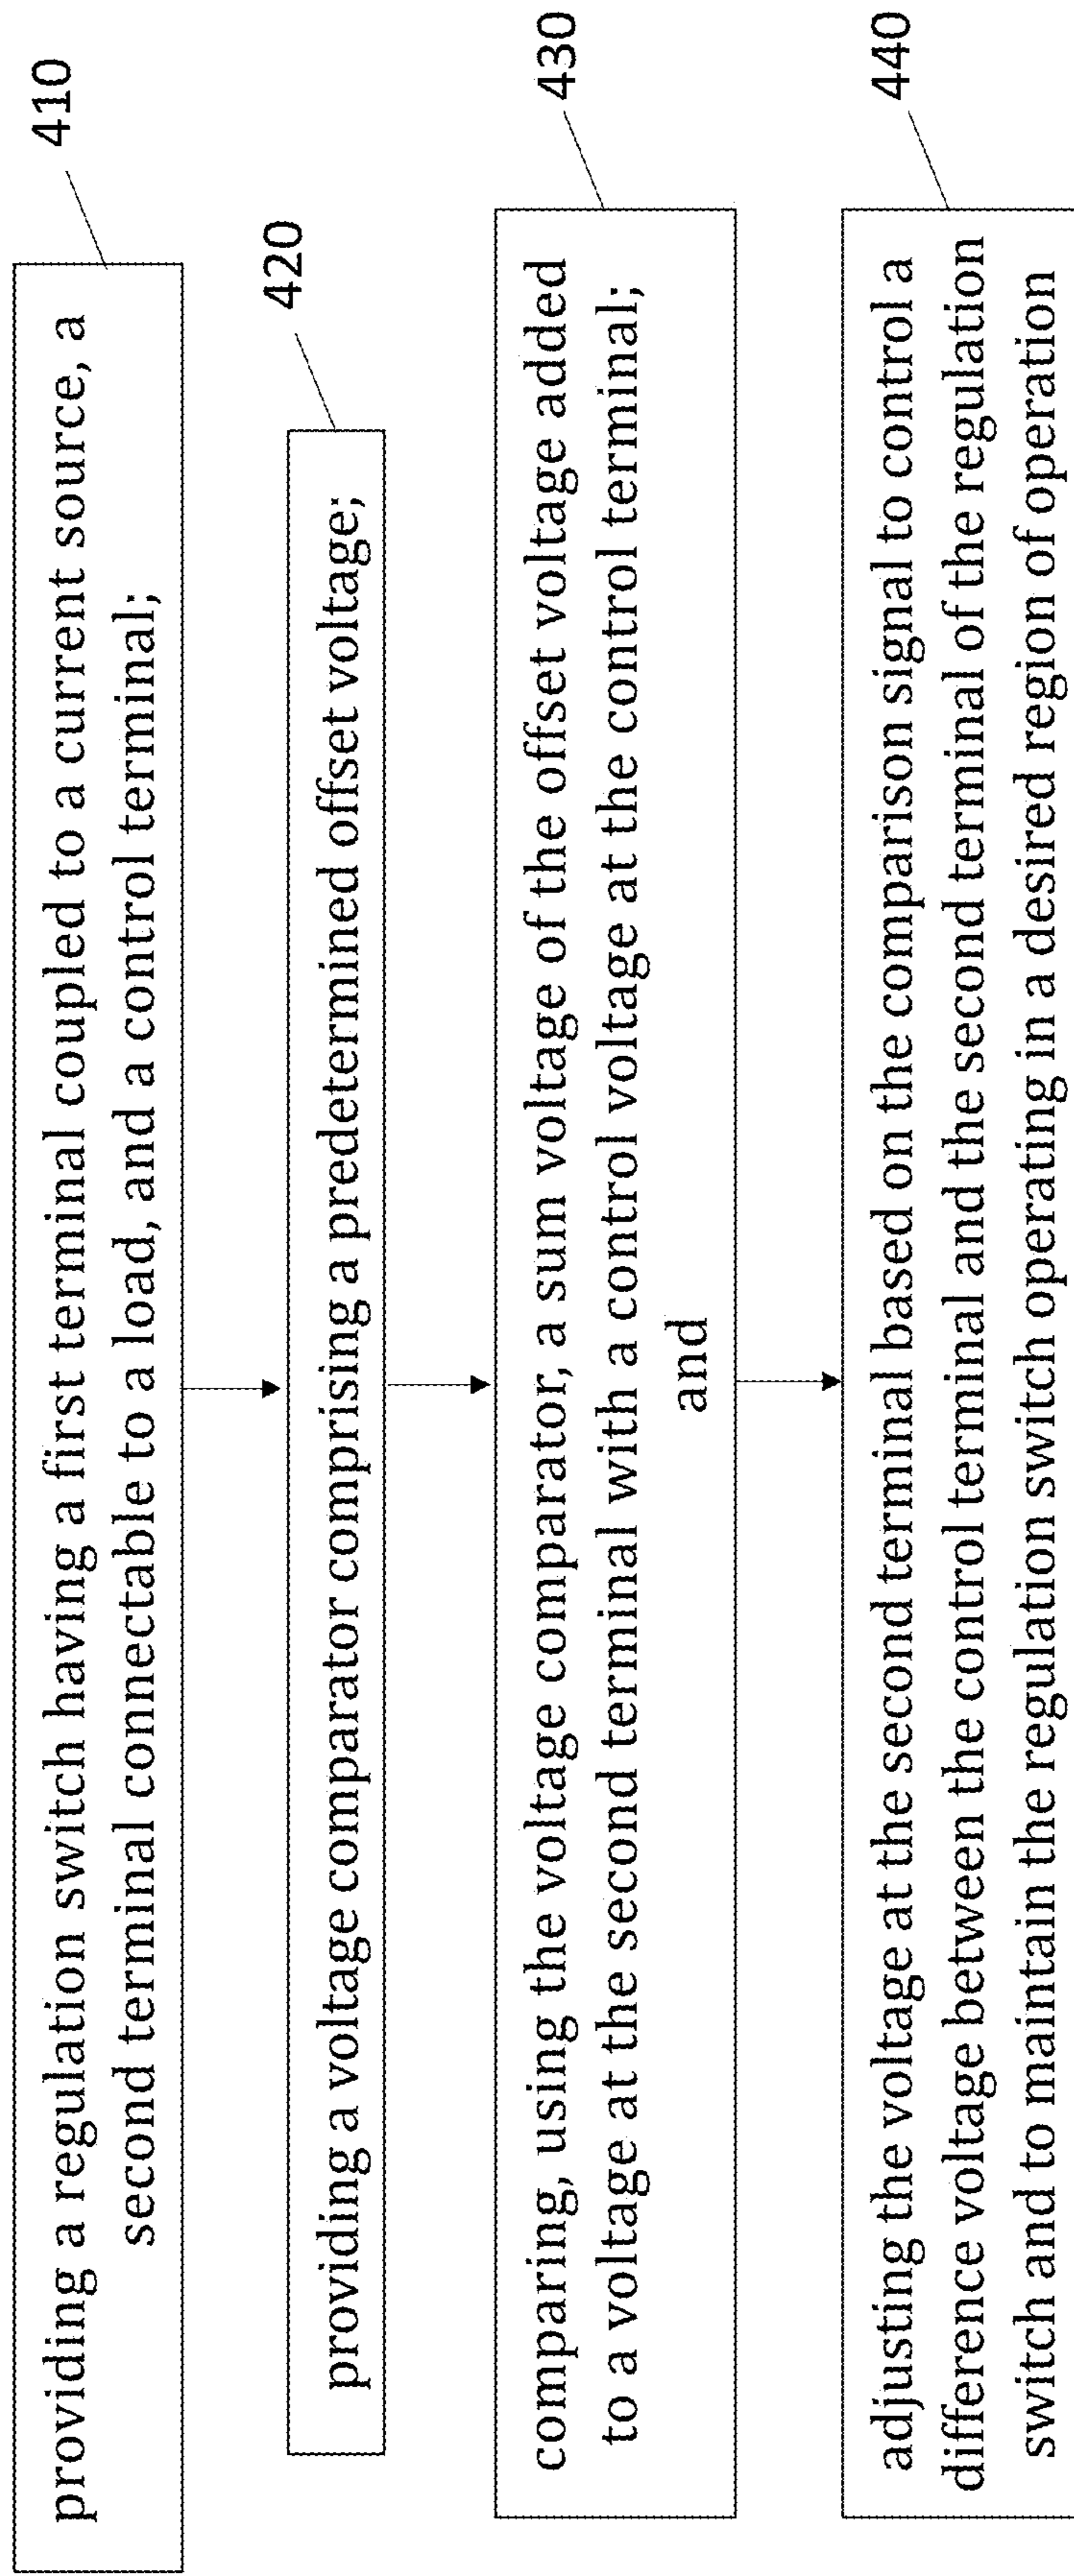 410
providing a regulation switch having a first terminal coupled to a current source, a
second terminal connectable to a load, and a control terminal;
420
providing a voltage comparator comprising a predetermined offset voltage;
430
comparing, using the voltage comparator, a sum voltage of the offset voltage added
to a voltage at the second terminal with a control voltage at the control terminal;
and
440
adjusting the voltage at the second terminal based on the comparison signal to control a
difference voltage between the control terminal and the second terminal of the regulation
switch and to maintain the regulation switch operating in a desired region of operation